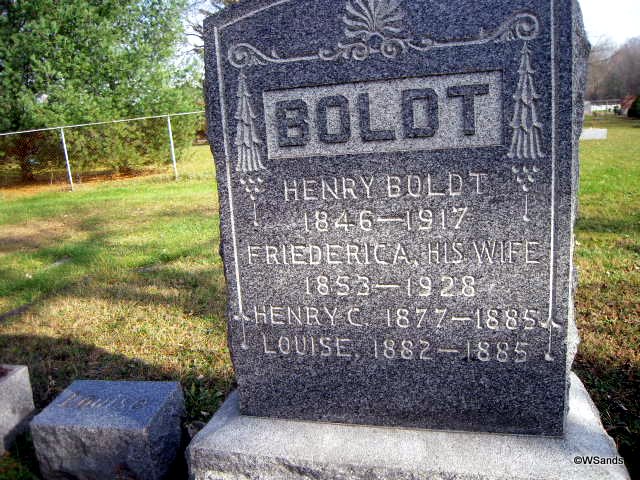 BOLDT
HENRY BOLDT
1846—1917
FRIEDERICA, HIS WIFE
1853—1928
HENRY C. 1877—1885
LOUISE, 1882—1885
LOUISE
©WSands